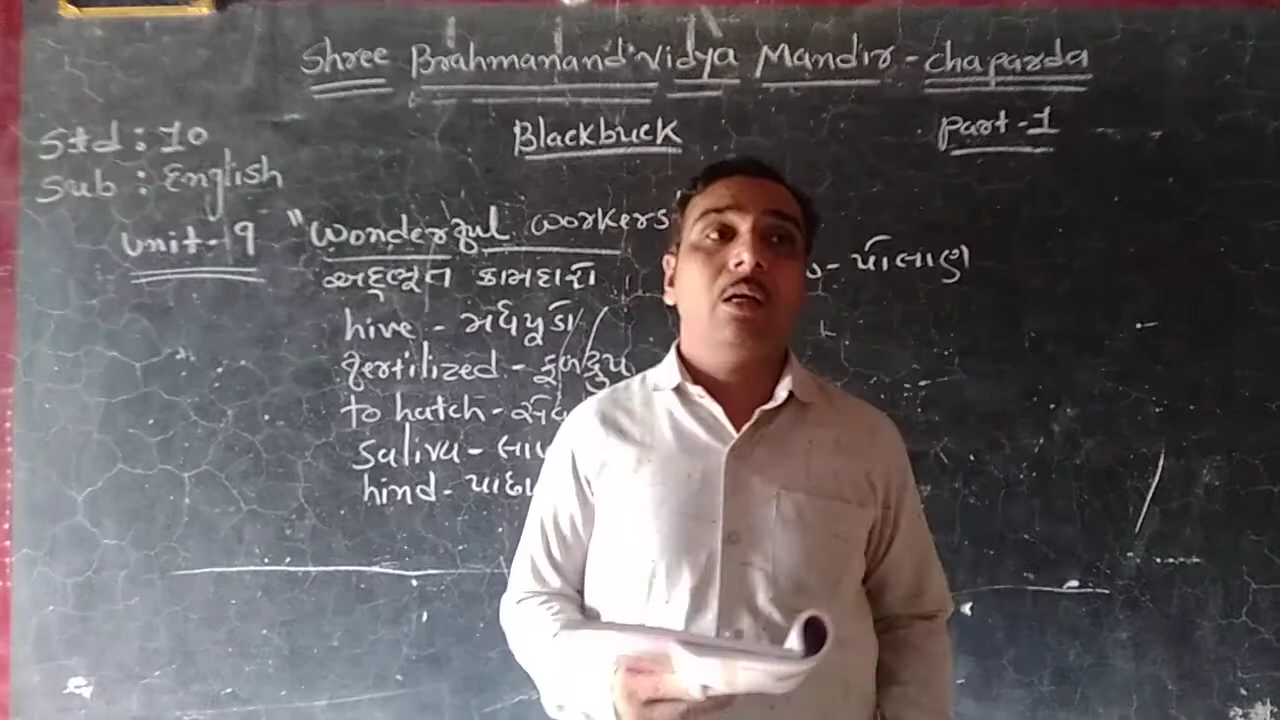 Shree Brahmanand Vidya Mandir - Chaparda
Blackbuck
Part-1
Std : 10
Sub : English
Unit-9 "Wonderful Workers
અદ્ભૂત કામદારો
- પોલાણ
hive - મધપૂડો
fertilized -
to hatch - સેવ
saliva - લા
hind - પાછ